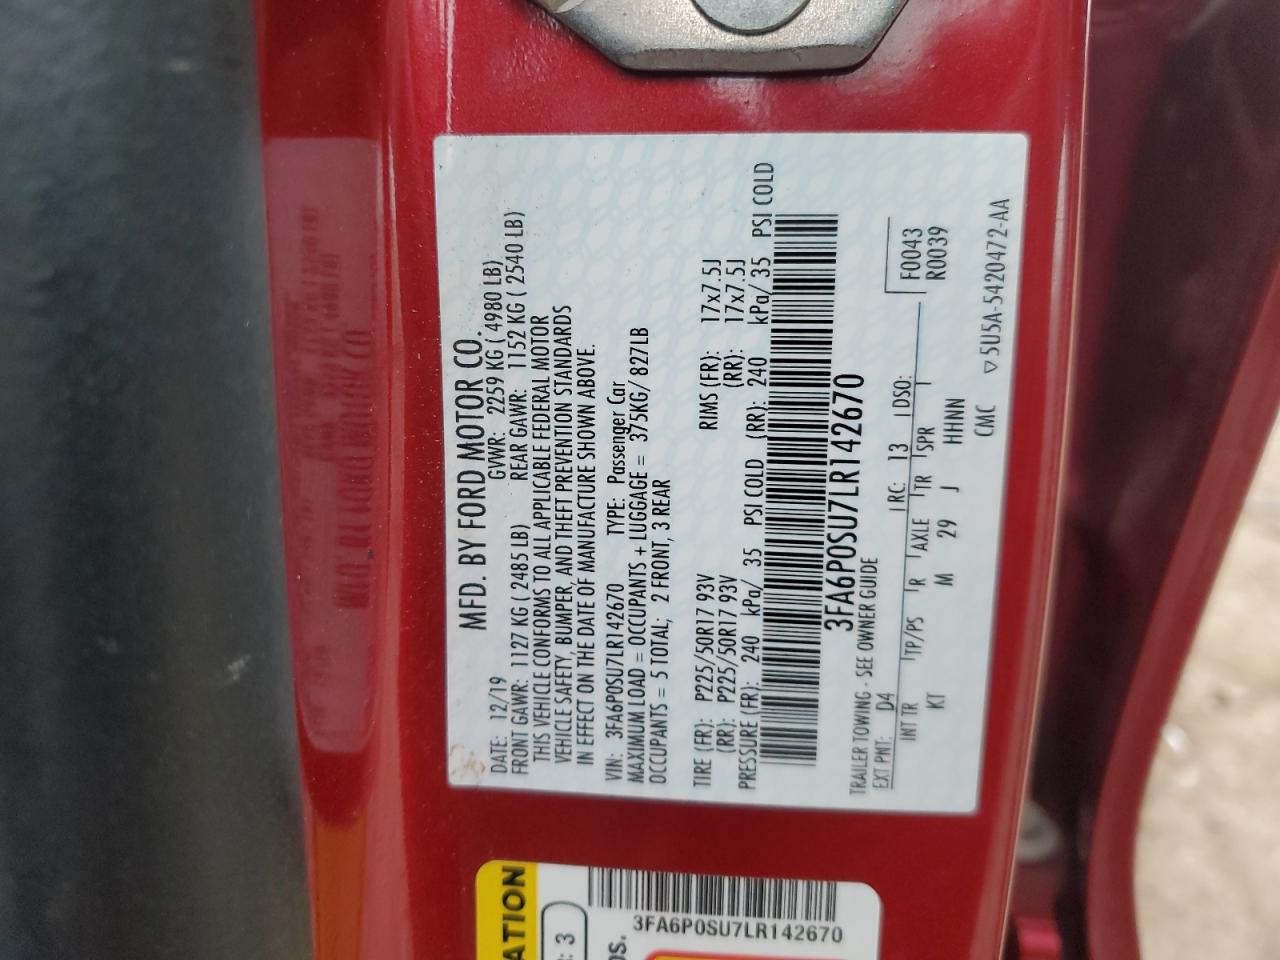 MFD. BY FORD MOTOR CO.
DATE: 12/19 GVWR: 2259 KG ( 4980 LB)
FRONT GAWR: 1127 KG ( 2485 LB) REAR GAWR: 1152 KG ( 2540 LB)
THIS VEHICLE CONFORMS TO ALL APPLICABLE FEDERAL MOTOR
VEHICLE SAFETY, BUMPER, AND THEFT PREVENTION STANDARDS
IN EFFECT ON THE DATE OF MANUFACTURE SHOWN ABOVE.
VIN: 3FA6P0SU7LR142670 TYPE: Passenger Car
MAXIMUM LOAD = OCCUPANTS + LUGGAGE = 375KG/ 827LB
OCCUPANTS = 5 TOTAL; 2 FRONT, 3 REAR
TIRE (FR): P225/50R17 93V RIMS (FR): 17x7.5J
(RR): P225/50R17 93V (RR): 17x7.5J
PRESSURE (FR): 240 kPa/ 35 PSI COLD (RR): 240 kPa/ 35 PSI COLD
3FA6P0SU7LR142670
TRAILER TOWING - SEE OWNER GUIDE
EXT PNT: D4 RC: 13 DSO: F0043
INT TR TP/PS R AXLE TR SPR R0039
KT M 29 J HHNN
CMC ▽5U5A-5420472-AA
ATION
: 3
OS.
3FA6P0SU7LR142670